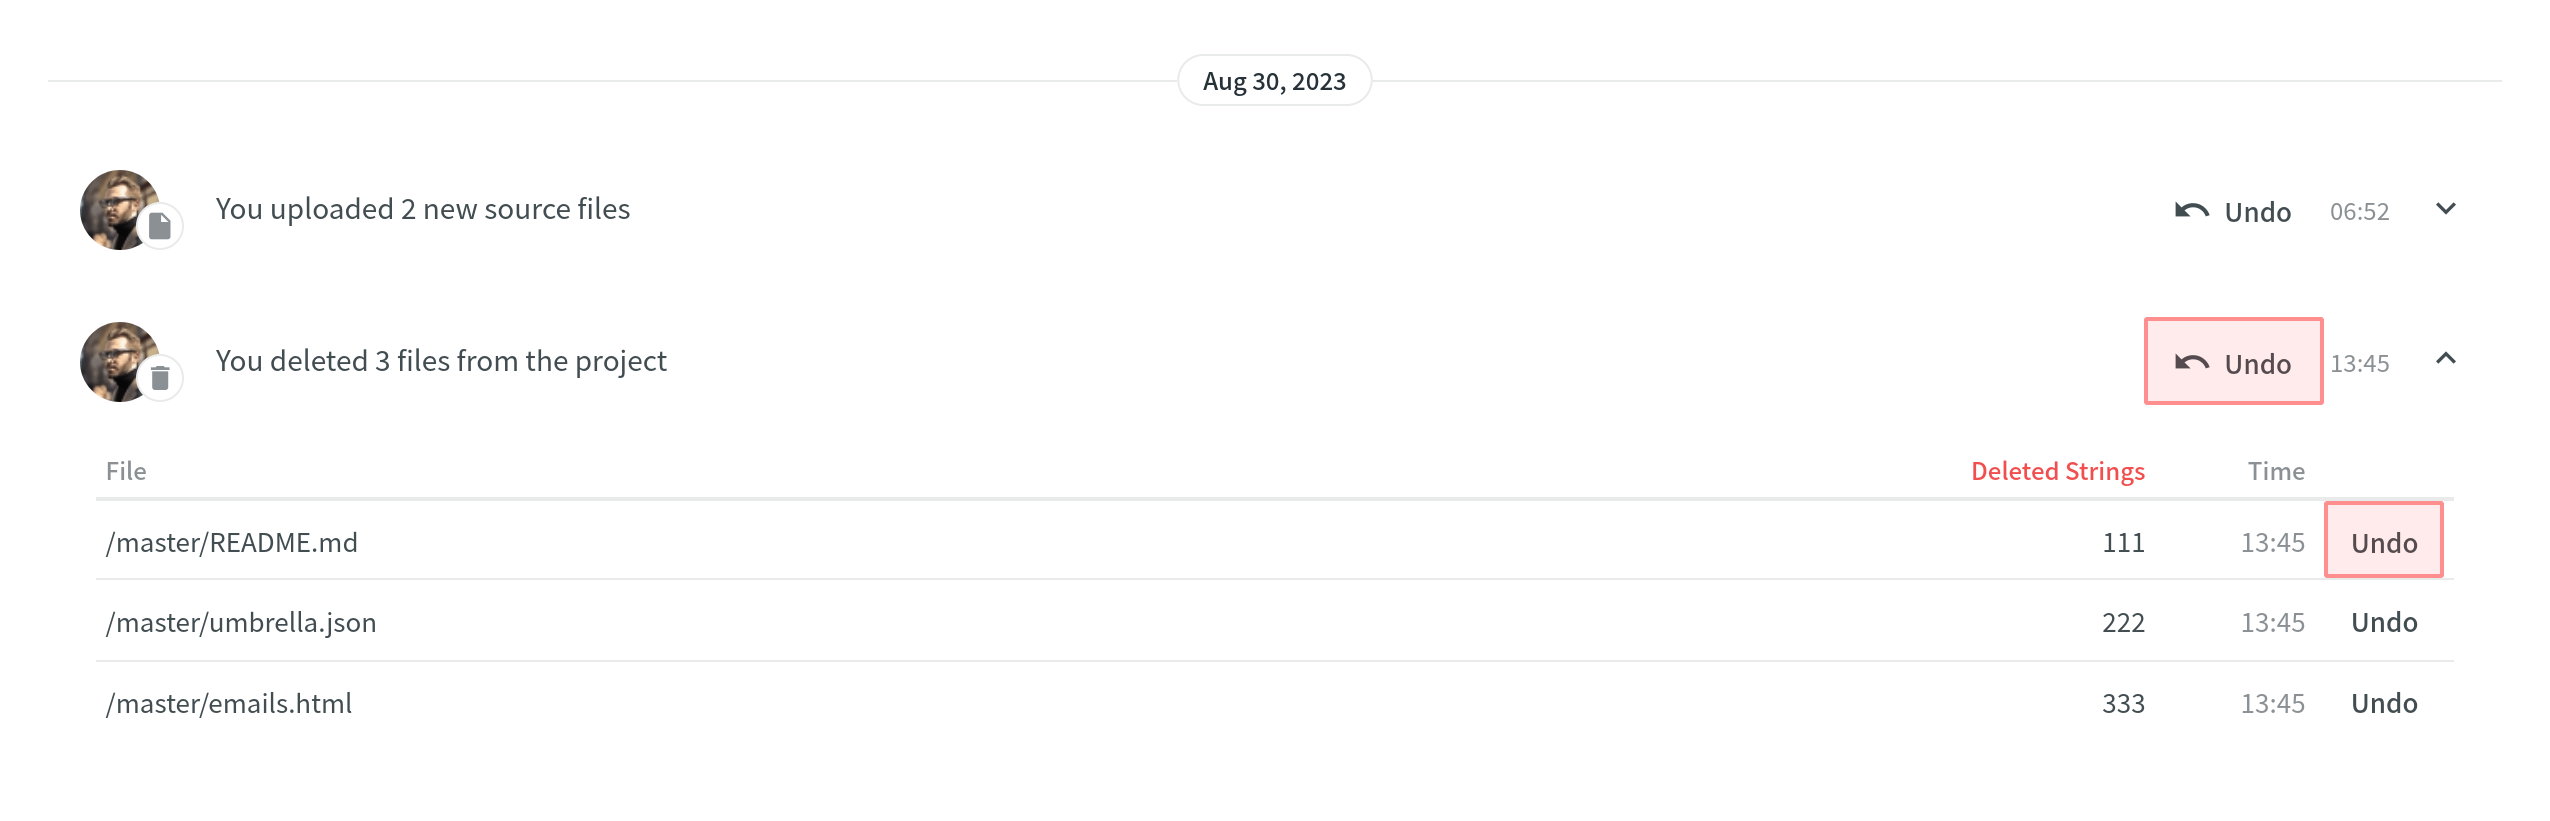 Aug 30, 2023
You uploaded 2 new source files Undo 06:52
You deleted 3 files from the project Undo 13:45
File Deleted Strings Time
/master/README.md 111 13:45 Undo
/master/umbrella.json 222 13:45 Undo
/master/emails.html 333 13:45 Undo